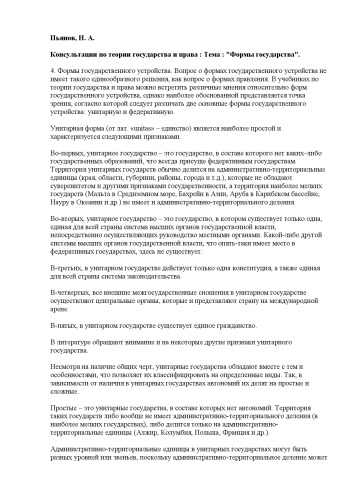 Пьянов, Н. А.
Консультации по теории государства и права : Тема : "Формы государства".
4. Формы государственного устройства. Вопрос о формах государственного устройства не
имеет такого единообразного решения, как вопрос о формах правления. В учебниках по
теории государства и права можно встретить различные мнения относительно форм
государственного устройства, однако наиболее обоснованной представляется точка
зрения, согласно которой следует различать две основные формы государственного
устройства: унитарную и федеративную.
Унитарная форма (от лат. «unitas» – единство) является наиболее простой и
характеризуется следующими признаками.
Во-первых, унитарное государство – это государство, в составе которого нет каких–либо
государственных образований, что всегда присуще федеративным государствам.
Территория унитарных государств обычно делится на административно-территориальные
единицы (края, области, губернии, районы, города и т.д.), которые не обладают
суверенитетом и другими признаками государственности, а территория наиболее мелких
государств (Мальта в Средиземном море, Бахрейн в Азии, Аруба в Карибском бассейне,
Науру в Океании и др.) не имеет и административно-территориального деления.
Во-вторых, унитарное государство – это государство, в котором существует только одна,
единая для всей страны система высших органов государственной власти,
непосредственно осуществляющих руководство местными органами. Какой-либо другой
системы высших органов государственной власти, что опять-таки имеет место в
федеративных государствах, здесь не существует.
В-третьих, в унитарном государстве действует только одна конституция, а также единая
для всей страны система законодательства.
В-четвертых, все внешние межгосударственные сношения в унитарном государстве
осуществляют центральные органы, которые и представляют страну на международной
арене.
В-пятых, в унитарном государстве существует единое гражданство.
В литературе обращают внимание и на некоторые другие признаки унитарного
государства.
Несмотря на наличие общих черт, унитарные государства обладают вместе с тем и
особенностями, что позволяет их классифицировать на определенные виды. Так, в
зависимости от наличия в унитарных государствах автономий их делят на простые и
сложные.
Простые – это унитарные государства, в составе которых нет автономий. Территория
таких государств либо вообще не имеет административно-территориального деления (в
наиболее мелких государствах), либо делится только на административно-
территориальные единицы (Алжир, Колумбия, Польша, Франция и др.).
Административно-территориальные единицы в унитарных государствах могут быть
разных уровней или звеньев, поскольку административно-территориальное деление может